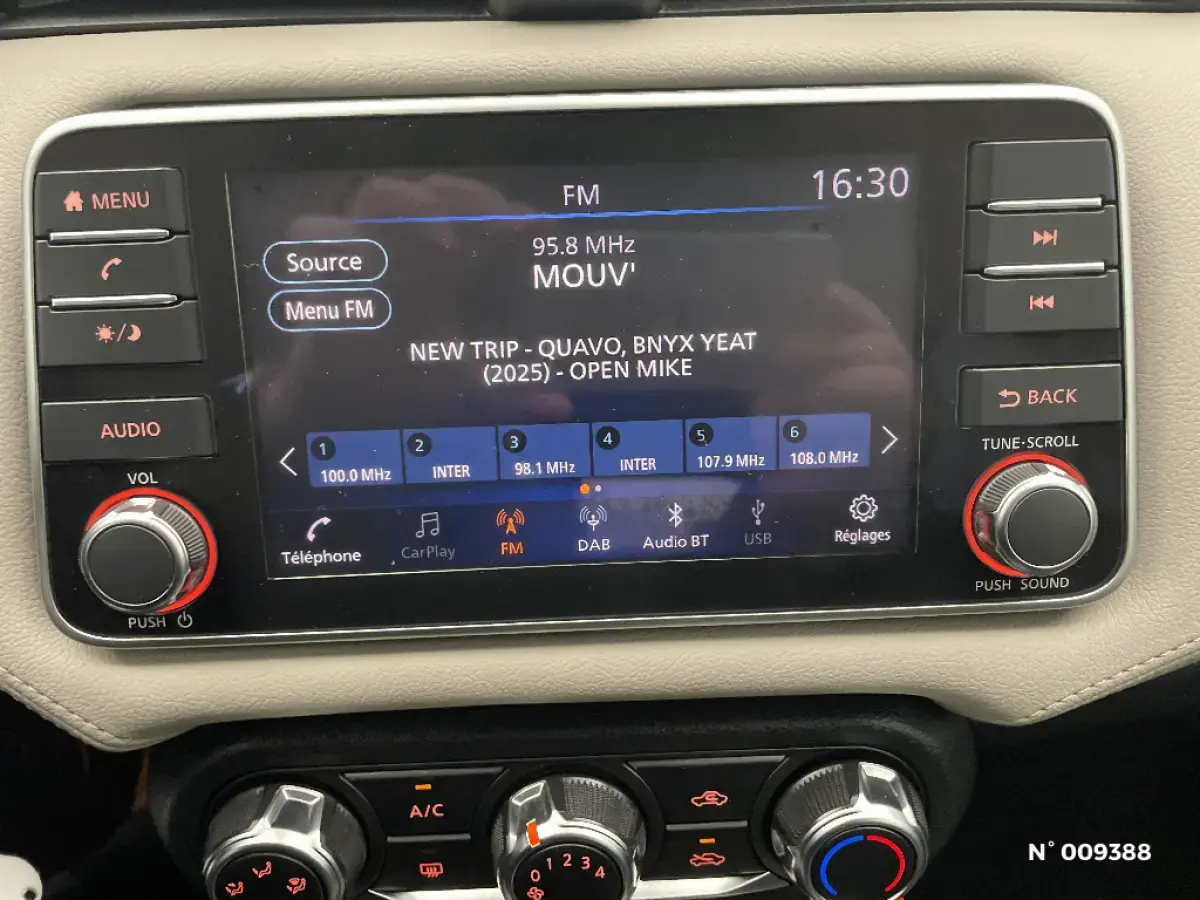 MENU
AUDIO
VOL
PUSH
FM
16:30
Source
Menu FM
95.8 MHz
MOUV'
NEW TRIP - QUAVO, BNYX YEAT
(2025) - OPEN MIKE
1 100.0 MHz
2 INTER
3 98.1 MHz
4 INTER
5 107.9 MHz
6 108.0 MHz
Téléphone
CarPlay
FM
DAB
Audio BT
USB
Réglages
BACK
TUNE·SCROLL
PUSH SOUND
A/C
0 1 2 3 4
N° 009388